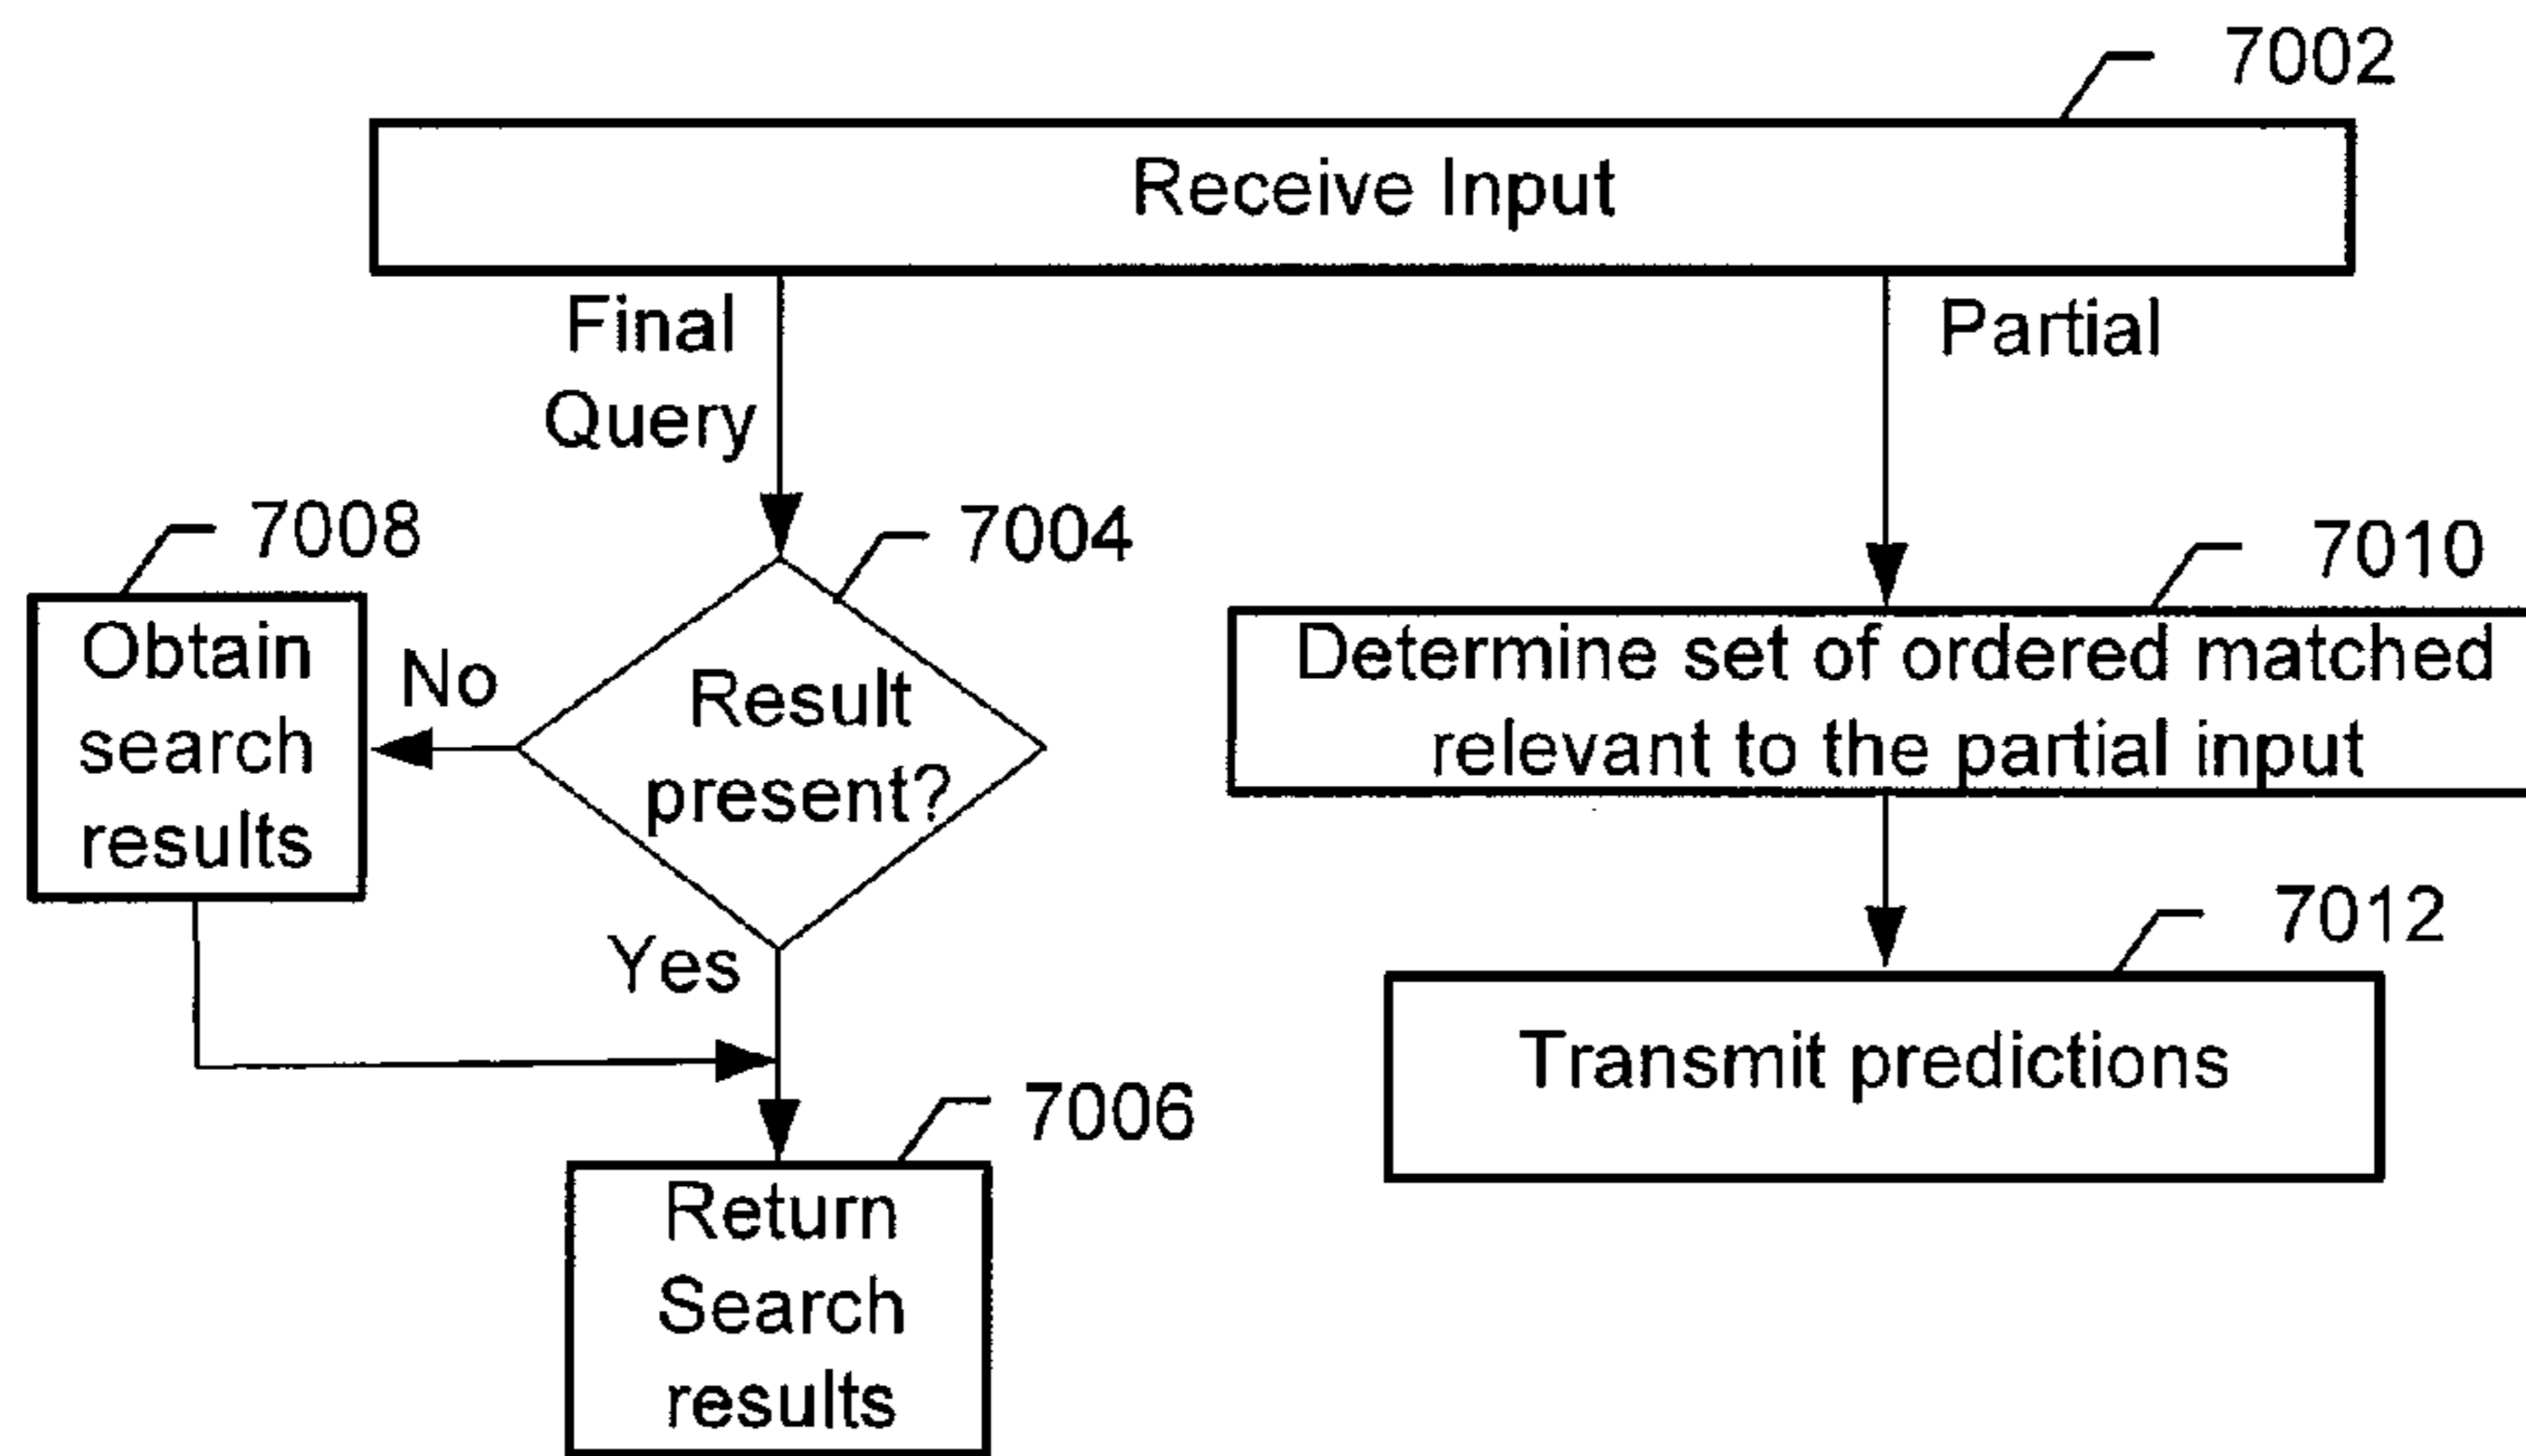 7002
Receive Input
Final
Query
Partial
7008
7004
7010
Obtain
search
results
No
Result
present?
Determine set of ordered matched
relevant to the partial input
Yes
7012
Transmit predictions
7006
Return
Search
results